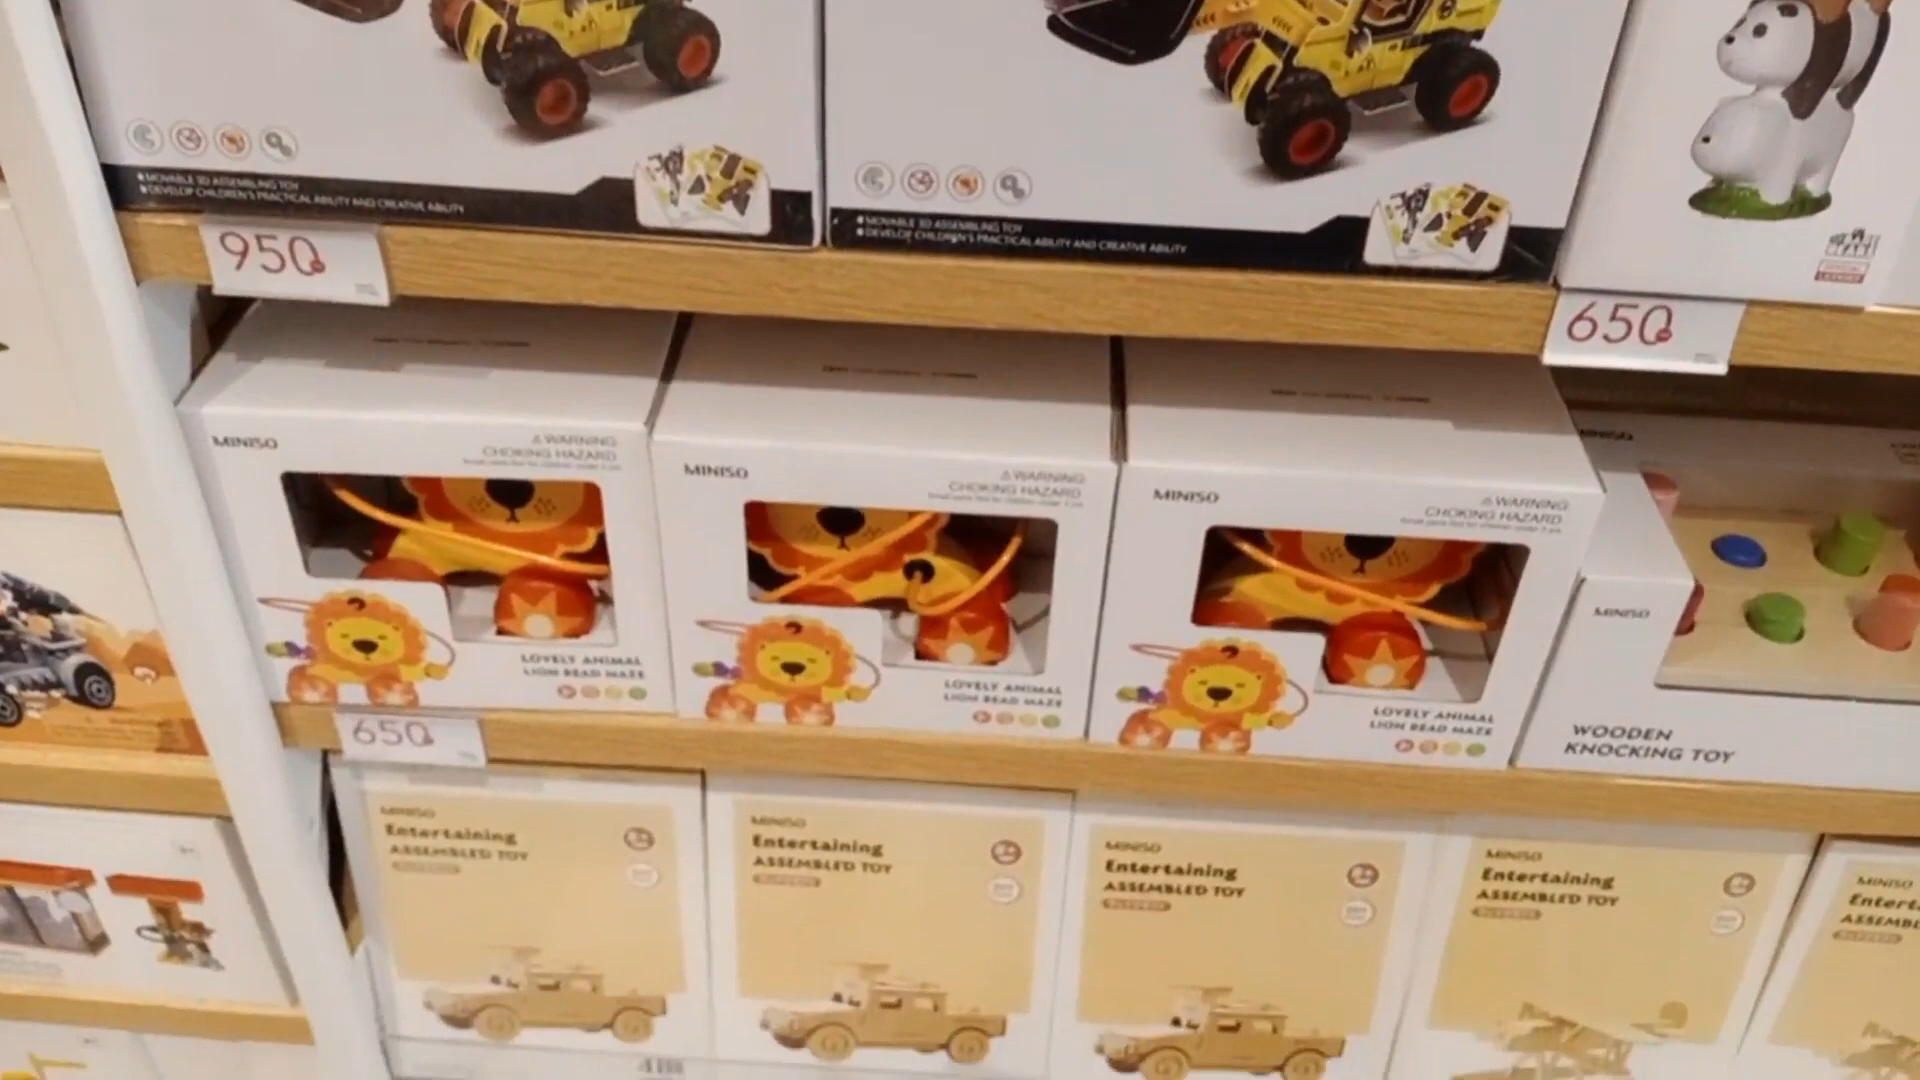 MOVABLE 3D ASSEMBLING TOY
DEVELOP CHILDREN'S PRACTICAL ABILITY AND CREATIVE ABILITY
MOVABLE 3D ASSEMBLING TOY
DEVELOP CHILDREN'S PRACTICAL ABILITY AND CREATIVE ABILITY
950
650
MINISO
WARNING
CHOKING HAZARD
MINISO
WARNING
CHOKING HAZARD
MINISO
WARNING
CHOKING HAZARD
MINISO
MINISO
LOVELY ANIMAL
LION BEAD MAZE
LOVELY ANIMAL
LION BEAD MAZE
LOVELY ANIMAL
LION BEAD MAZE
WOODEN
KNOCKING TOY
650
MINISO
Entertaining
ASSEMBLED TOY
MINISO
Entertaining
ASSEMBLED TOY
MINISO
Entertaining
ASSEMBLED TOY
MINISO
Entertaining
ASSEMBLED TOY
MINISO